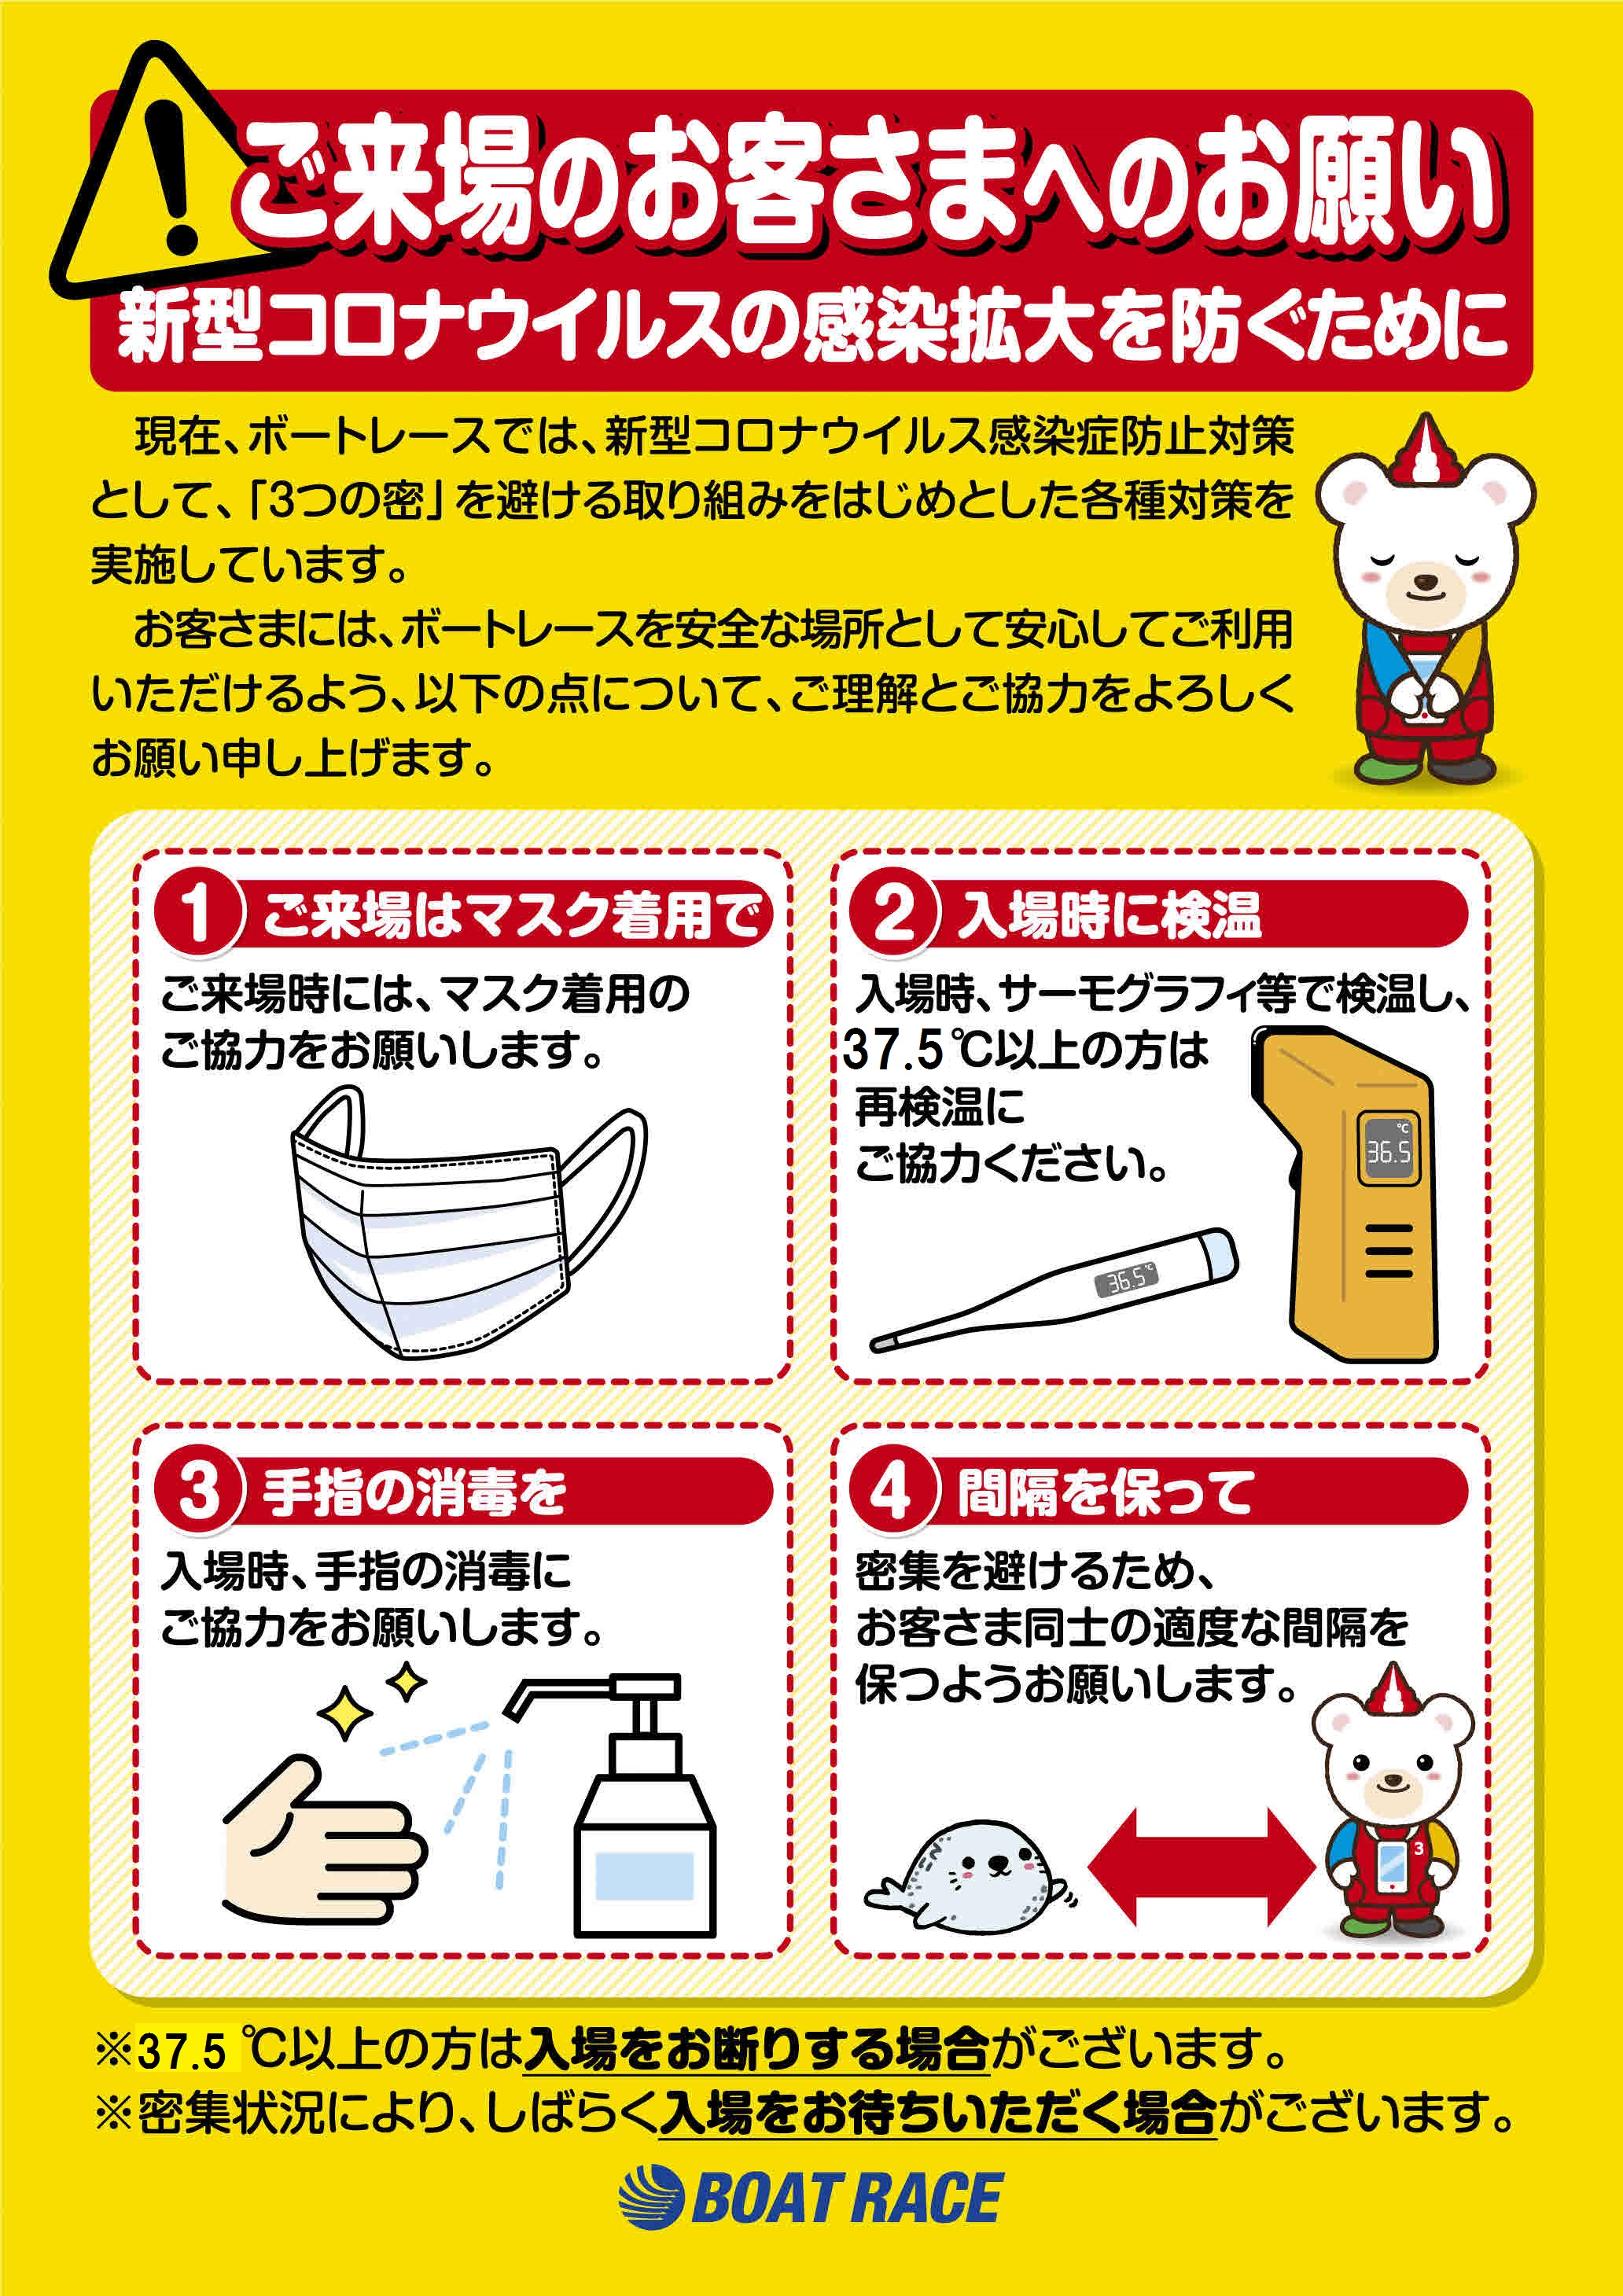 ご来場のお客さまへのお願い
新型コロナウイルスの感染拡大を防ぐために
現在、ボートレースでは、新型コロナウイルス感染症防止対策
として、「3つの密」を避ける取り組みをはじめとした各種対策を
実施しています。
お客さまには、ボートレースを安全な場所として安心してご利用
いただけるよう、以下の点について、ご理解とご協力をよろしく
お願い申し上げます。
1 ご来場はマスク着用で
ご来場時には、マスク着用の
ご協力をお願いします。
2 入場時に検温
入場時、サーモグラフィ等で検温し、
37.5℃以上の方は
再検温に
ご協力ください。
℃
36.5
36.5℃
3 手指の消毒を
入場時、手指の消毒に
ご協力をお願いします。
4 間隔を保って
密集を避けるため、
お客さま同士の適度な間隔を
保つようお願いします。
3
※37.5℃以上の方は入場をお断りする場合がございます。
※密集状況により、しばらく入場をお待ちいただく場合がございます。
BOAT RACE